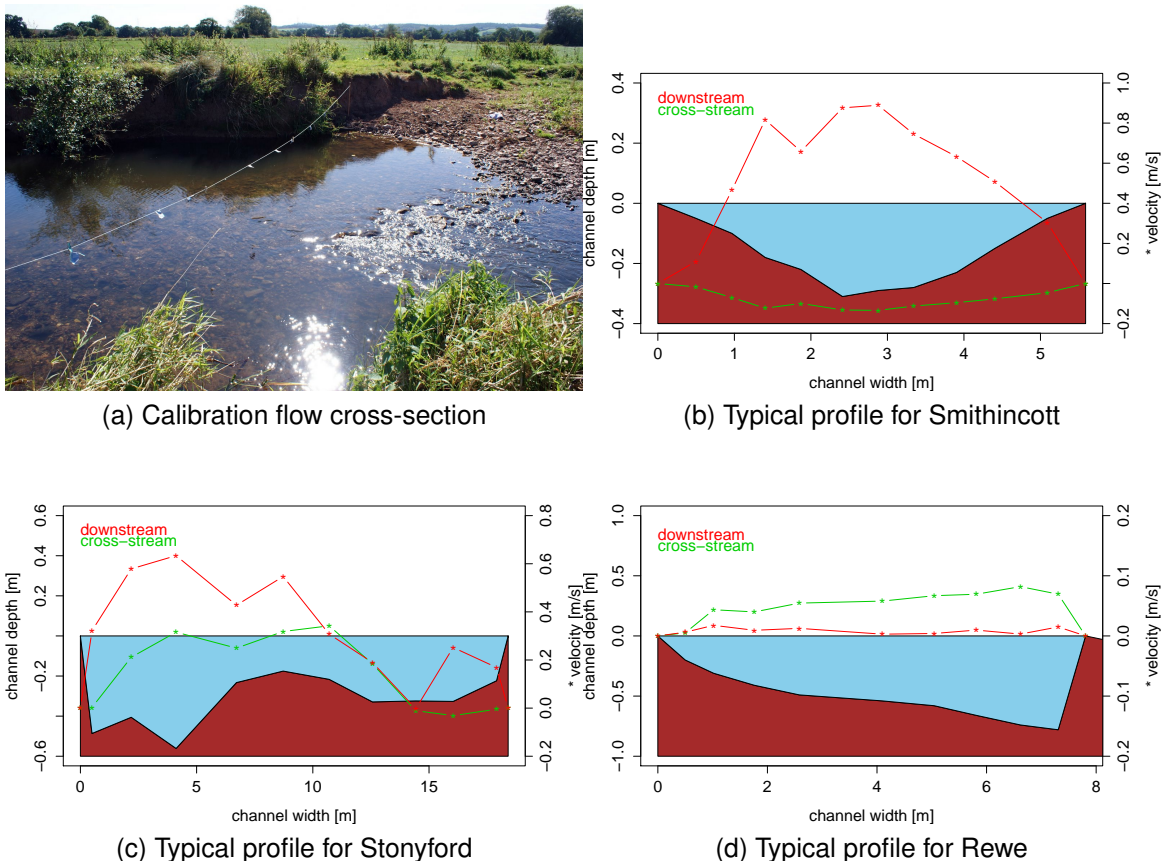 0.4
0.2
0.0
−0.2
−0.4
channel depth [m]
downstream
cross−stream
1.0
0.8
0.6
0.4
0.2
−0.2
* velocity [m/s]
0 1 2 3 4 5
channel width [m]
(a) Calibration flow cross-section
(b) Typical profile for Smithincott
0.6
0.4
0.2
−0.2
−0.6
channel depth [m]
downstream
cross−stream
0.8
0.6
0.4
0.2
0.0
−0.2
* velocity [m/s]
0 5 10 15
channel width [m]
(c) Typical profile for Stonyford
1.0
0.5
0.0
−0.5
−1.0
channel depth [m]
downstream
cross−stream
0.2
0.1
0.0
−0.1
−0.2
* velocity [m/s]
0 2 4 6 8
channel width [m]
(d) Typical profile for Rewe